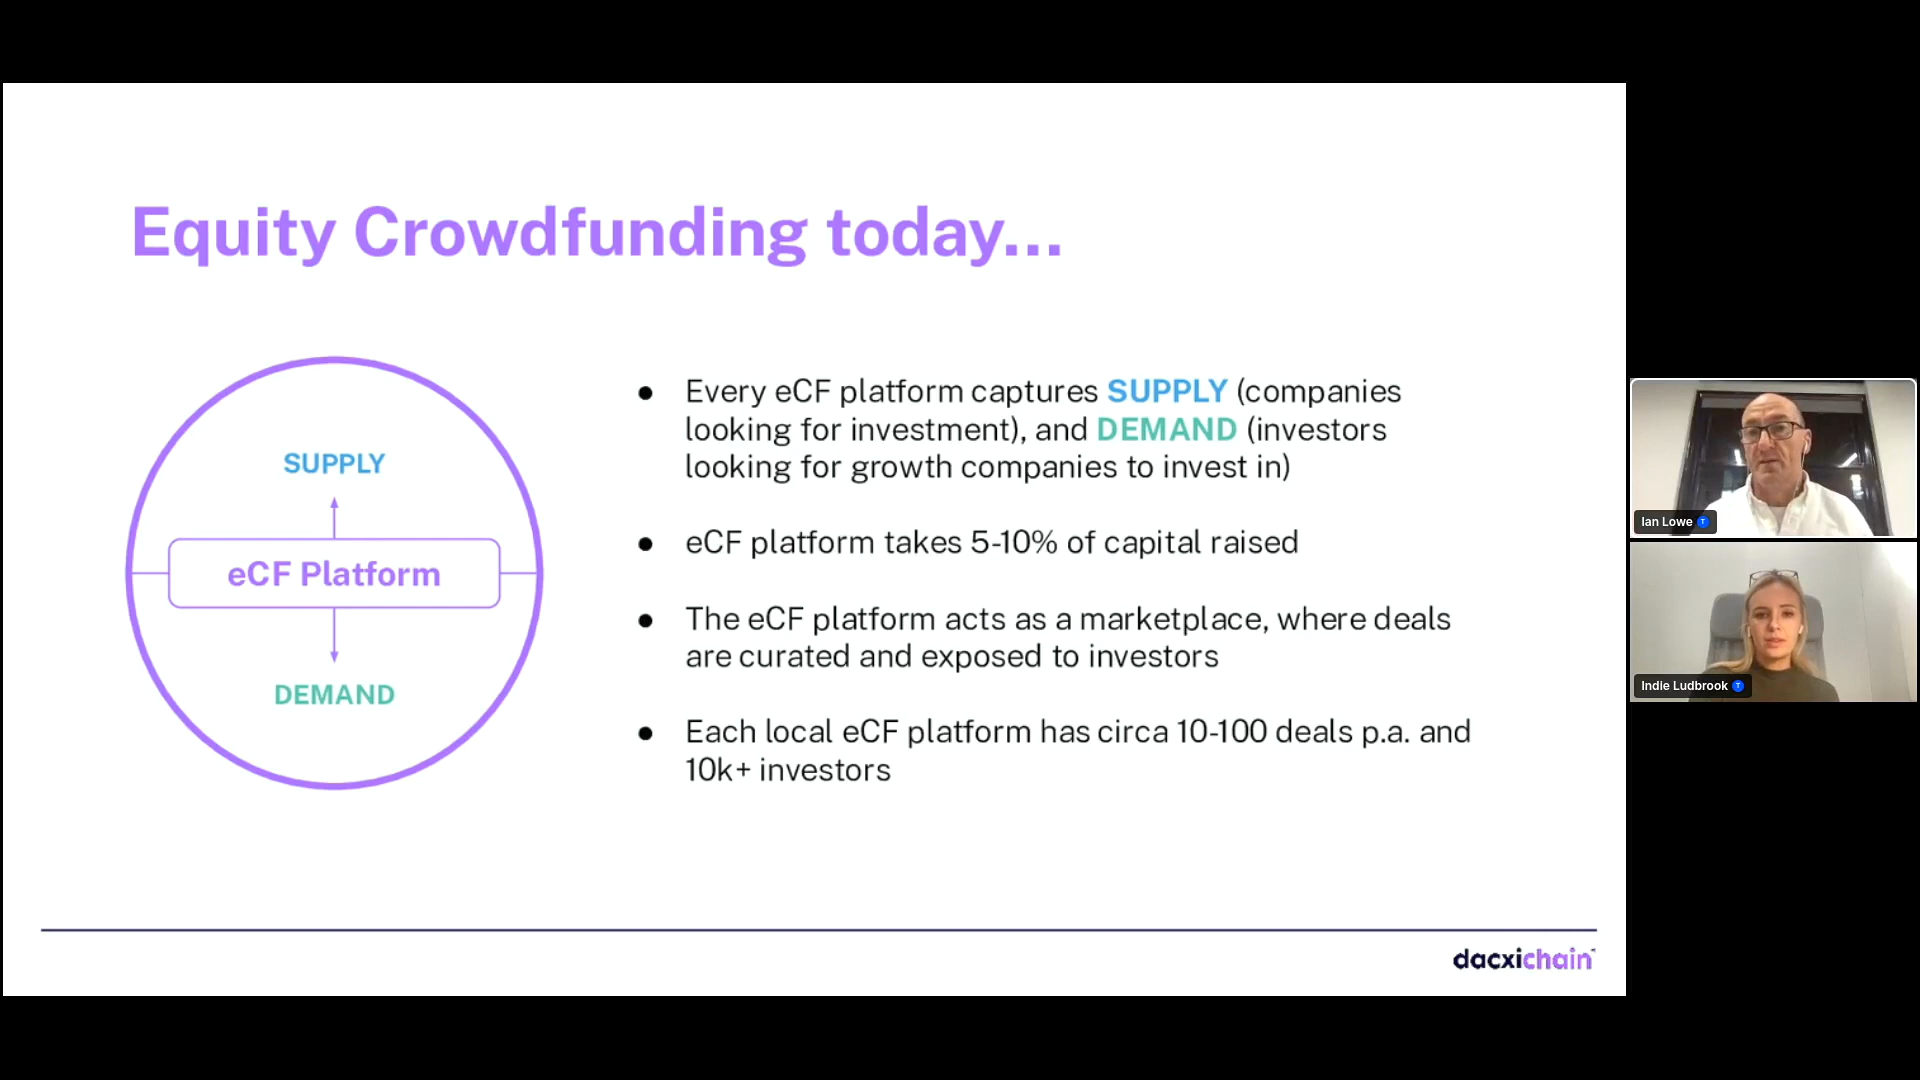 Equity Crowdfunding today...
SUPPLY
eCF Platform
DEMAND
● Every eCF platform captures SUPPLY (companies
looking for investment), and DEMAND (investors
looking for growth companies to invest in)
● eCF platform takes 5-10% of capital raised
● The eCF platform acts as a marketplace, where deals
are curated and exposed to investors
● Each local eCF platform has circa 10-100 deals p.a. and
10k+ investors
dacxichain
Ian Lowe T
Indie Ludbrook T